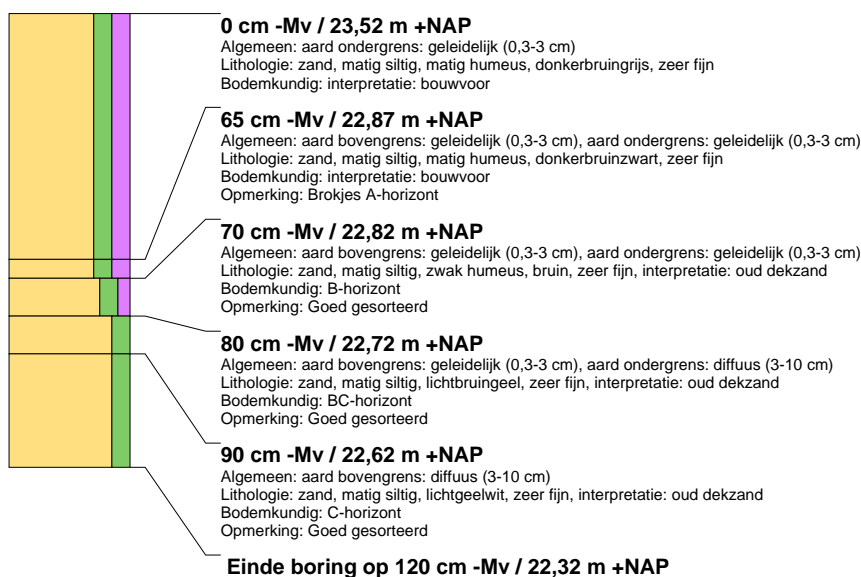 0 cm -Mv / 23,52 m +NAP
Algemeen: aard ondergrens: geleidelijk (0,3-3 cm)
Lithologie: zand, matig siltig, matig humeus, donkerbruingrijs, zeer fijn
Bodemkundig: interpretatie: bouwvoor
65 cm -Mv / 22,87 m +NAP
Algemeen: aard bovengrens: geleidelijk (0,3-3 cm), aard ondergrens: geleidelijk (0,3-3 cm)
Lithologie: zand, matig siltig, matig humeus, donkerbruinzwart, zeer fijn
Bodemkundig: interpretatie: bouwvoor
Opmerking: Brokjes A-horizont
70 cm -Mv / 22,82 m +NAP
Algemeen: aard bovengrens: geleidelijk (0,3-3 cm), aard ondergrens: geleidelijk (0,3-3 cm)
Lithologie: zand, matig siltig, zwak humeus, bruin, zeer fijn, interpretatie: oud dekzand
Bodemkundig: B-horizont
Opmerking: Goed gesorteerd
80 cm -Mv / 22,72 m +NAP
Algemeen: aard bovengrens: geleidelijk (0,3-3 cm), aard ondergrens: diffuus (3-10 cm)
Lithologie: zand, matig siltig, lichtbruingeel, zeer fijn, interpretatie: oud dekzand
Bodemkundig: BC-horizont
Opmerking: Goed gesorteerd
90 cm -Mv / 22,62 m +NAP
Algemeen: aard bovengrens: diffuus (3-10 cm)
Lithologie: zand, matig siltig, lichtgeelwit, zeer fijn, interpretatie: oud dekzand
Bodemkundig: C-horizont
Opmerking: Goed gesorteerd
Einde boring op 120 cm -Mv / 22,32 m +NAP